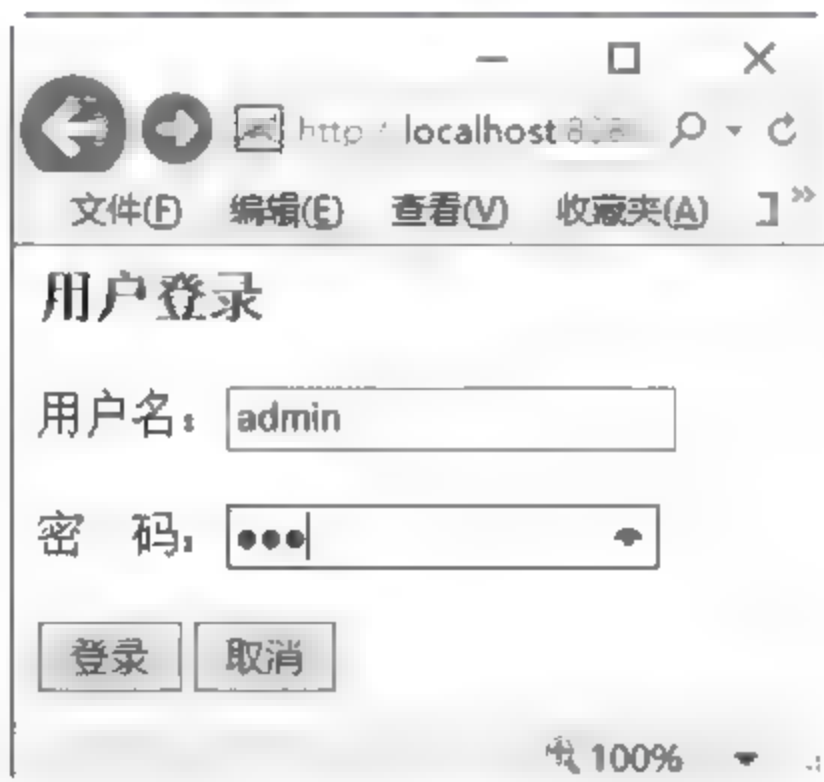 http localhost
文件(F) 编辑(E) 查看(V) 收藏夹(A)
用户登录
用户名： admin
密 码： ●●●
登录 取消
100%